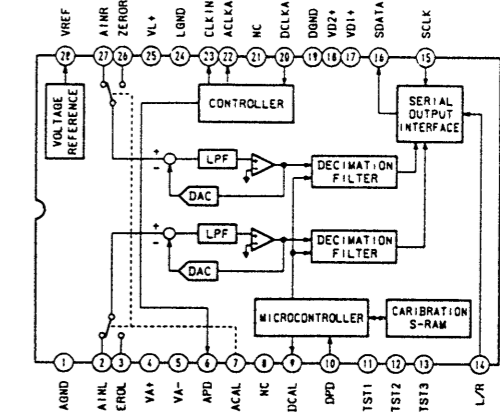 VREF
AINR
ZEROR
VL+
LGND
CLKIN
ACLKA
NC
DCLKA
DGND
VD2+
VD1+
SDATA
SCLK
28
27
26
25
24
23
22
21
20
19
18
17
16
15
VOLTAGE
REFERENCE
CONTROLLER
SERIAL
OUTPUT
INTERFACE
+
-
LPF
DAC
DECIMATION
FILTER
+
-
LPF
DAC
DECIMATION
FILTER
MICROCONTROLLER
CARIBRATION
S-RAM
1
2
3
4
5
6
7
8
9
10
11
12
13
14
AGND
AINL
EROL
VA+
VA-
APD
ACAL
NC
DCAL
DPD
TST1
TST2
TST3
L/R